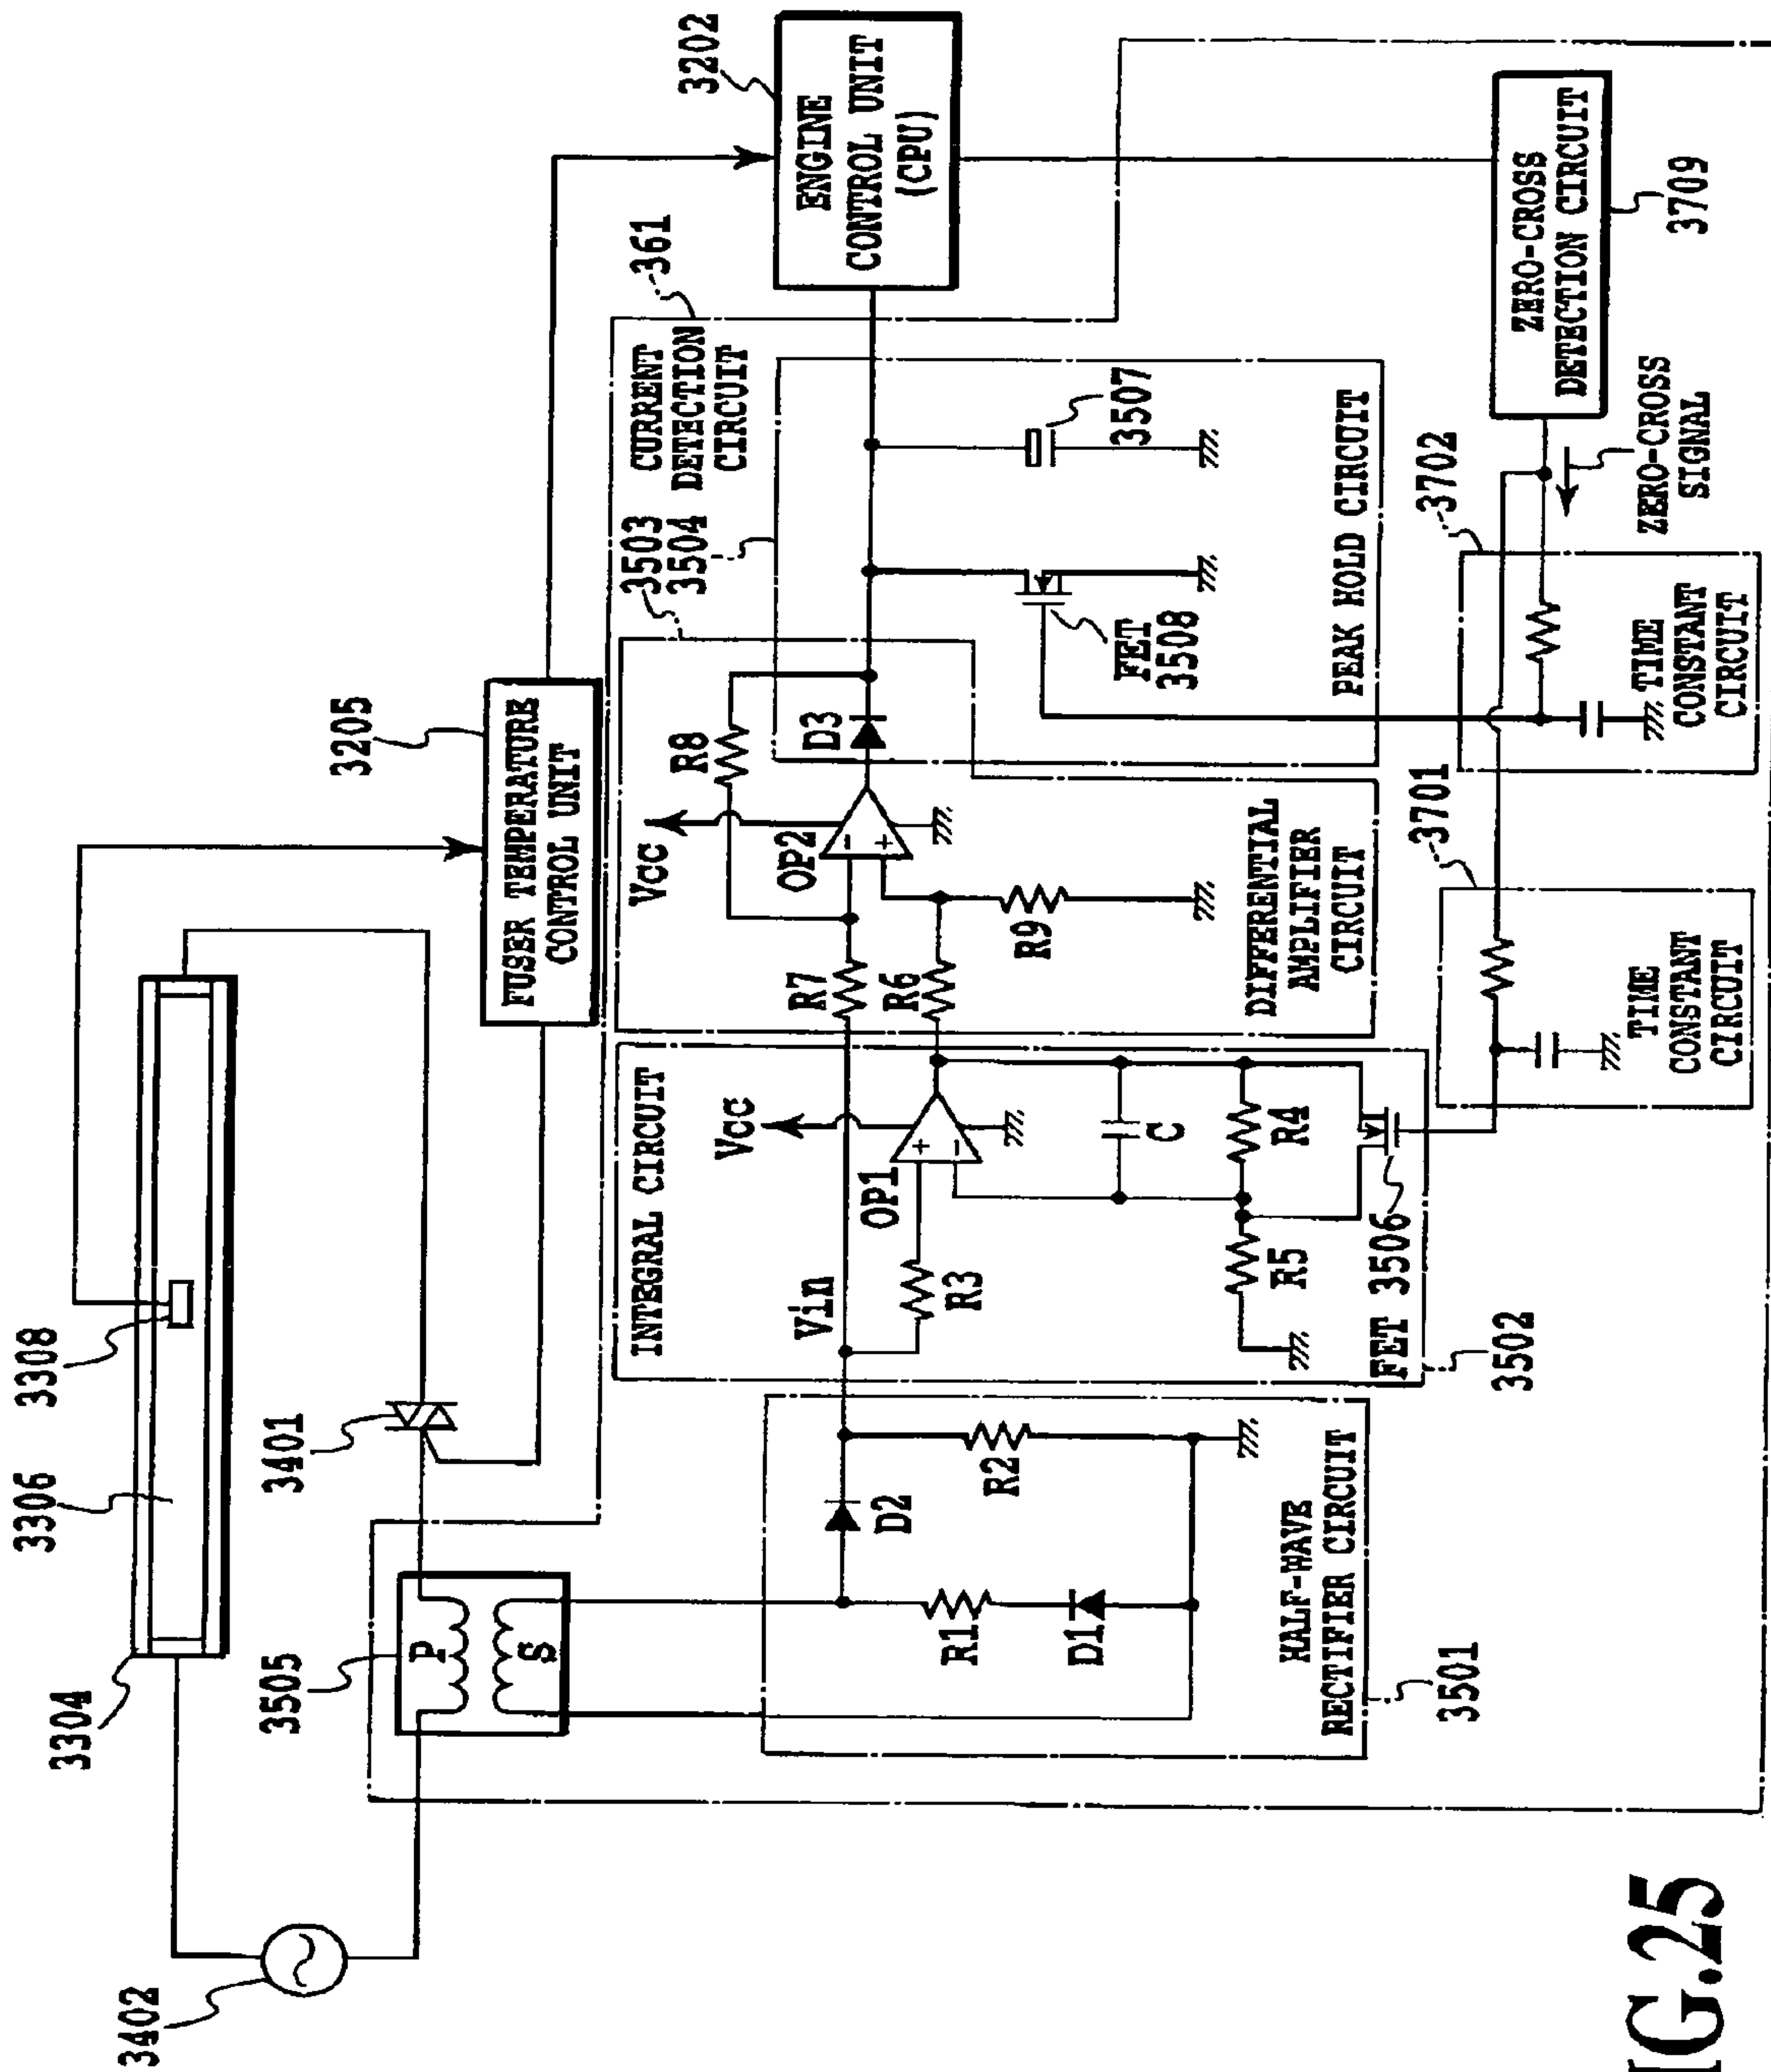 3402
3304
3306
3308
3401
3505
P
S
3205
FUSER TEMPERATURE
CONTROL UNIT
3202
ENGINE
CONTROL UNIT
(CPU)
361
CURRENT
DETECTION
CIRCUIT
3503
3504
INTEGRAL CIRCUIT
Vcc
Vcc
Vin
D2
R1
D1
R2
HALF-WAVE
RECTIFIER CIRCUIT
3501
R3
OP1
+
-
C
R4
R5
FET 3506
3502
R7
R6
R8
OP2
-
+
R9
D3
DIFFERENTIAL
AMPLIFIER
CIRCUIT
FET
3508
3507
PEAK HOLD CIRCUIT
3701
TIME
CONSTANT
CIRCUIT
3702
TIME
CONSTANT
CIRCUIT
ZERO-CROSS
SIGNAL
ZERO-CROSS
DETECTION CIRCUIT
3709
IG.25